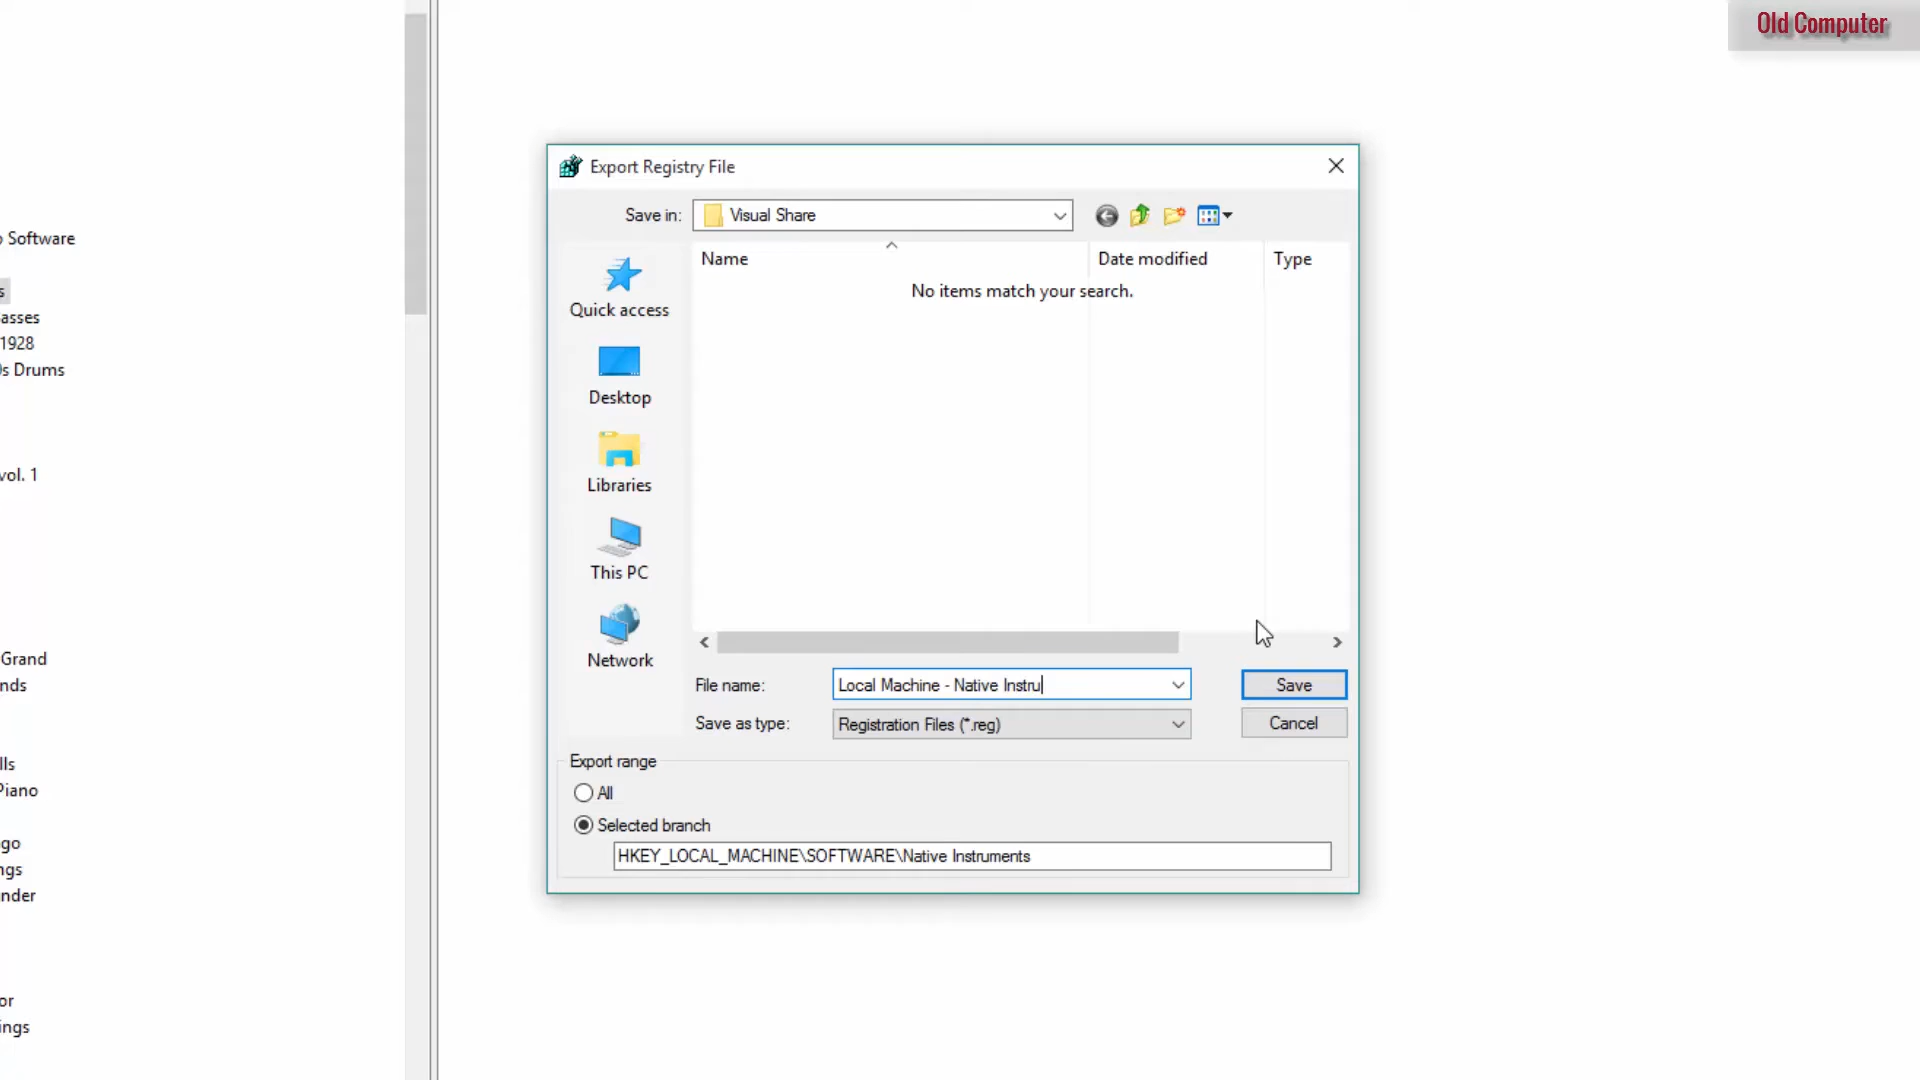 Old Computer
Export Registry File
Save in:
Visual Share
Software
Name
Date modified
Type
No items match your search.
Quick access
s
asses
1928
s Drums
Desktop
vol. 1
Libraries
This PC
Grand
nds
Network
File name:
Local Machine - Native Instru
Save
Save as type:
Registration Files (*.reg)
Cancel
Export range
lls
Piano
All
Selected branch
go
HKEY_LOCAL_MACHINE\SOFTWARE\Native Instruments
ngs
inder
or
ings